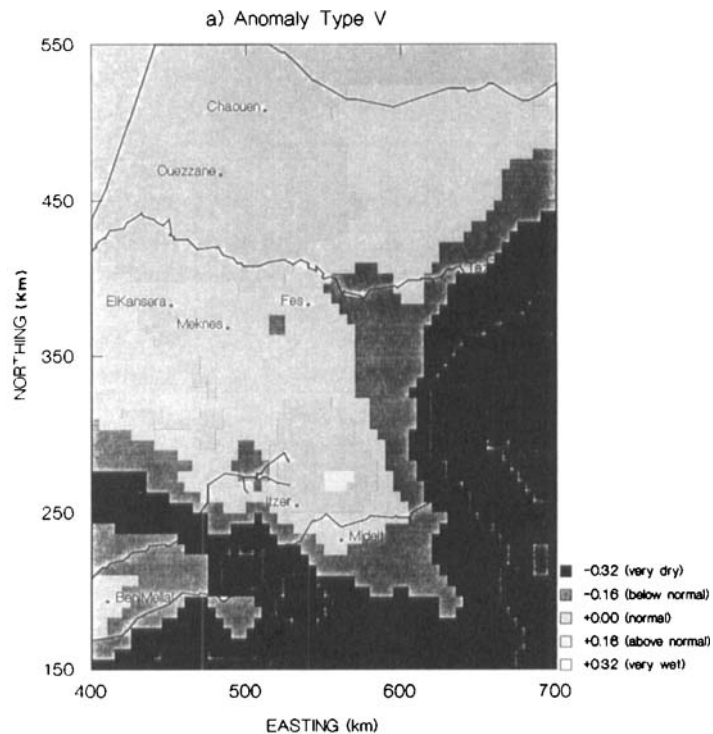 a) Anomaly Type V
550
450
350
250
150
NORTHING (km)
Chaouen
Ouezzane
ElKansera
Fes
Meknes
Itzer
Midelt
-0.32 (very dry)
-0.16 (below normal)
+0.00 (normal)
+0.16 (above normal)
+0.32 (very wet)
400
500
600
700
EASTING (km)